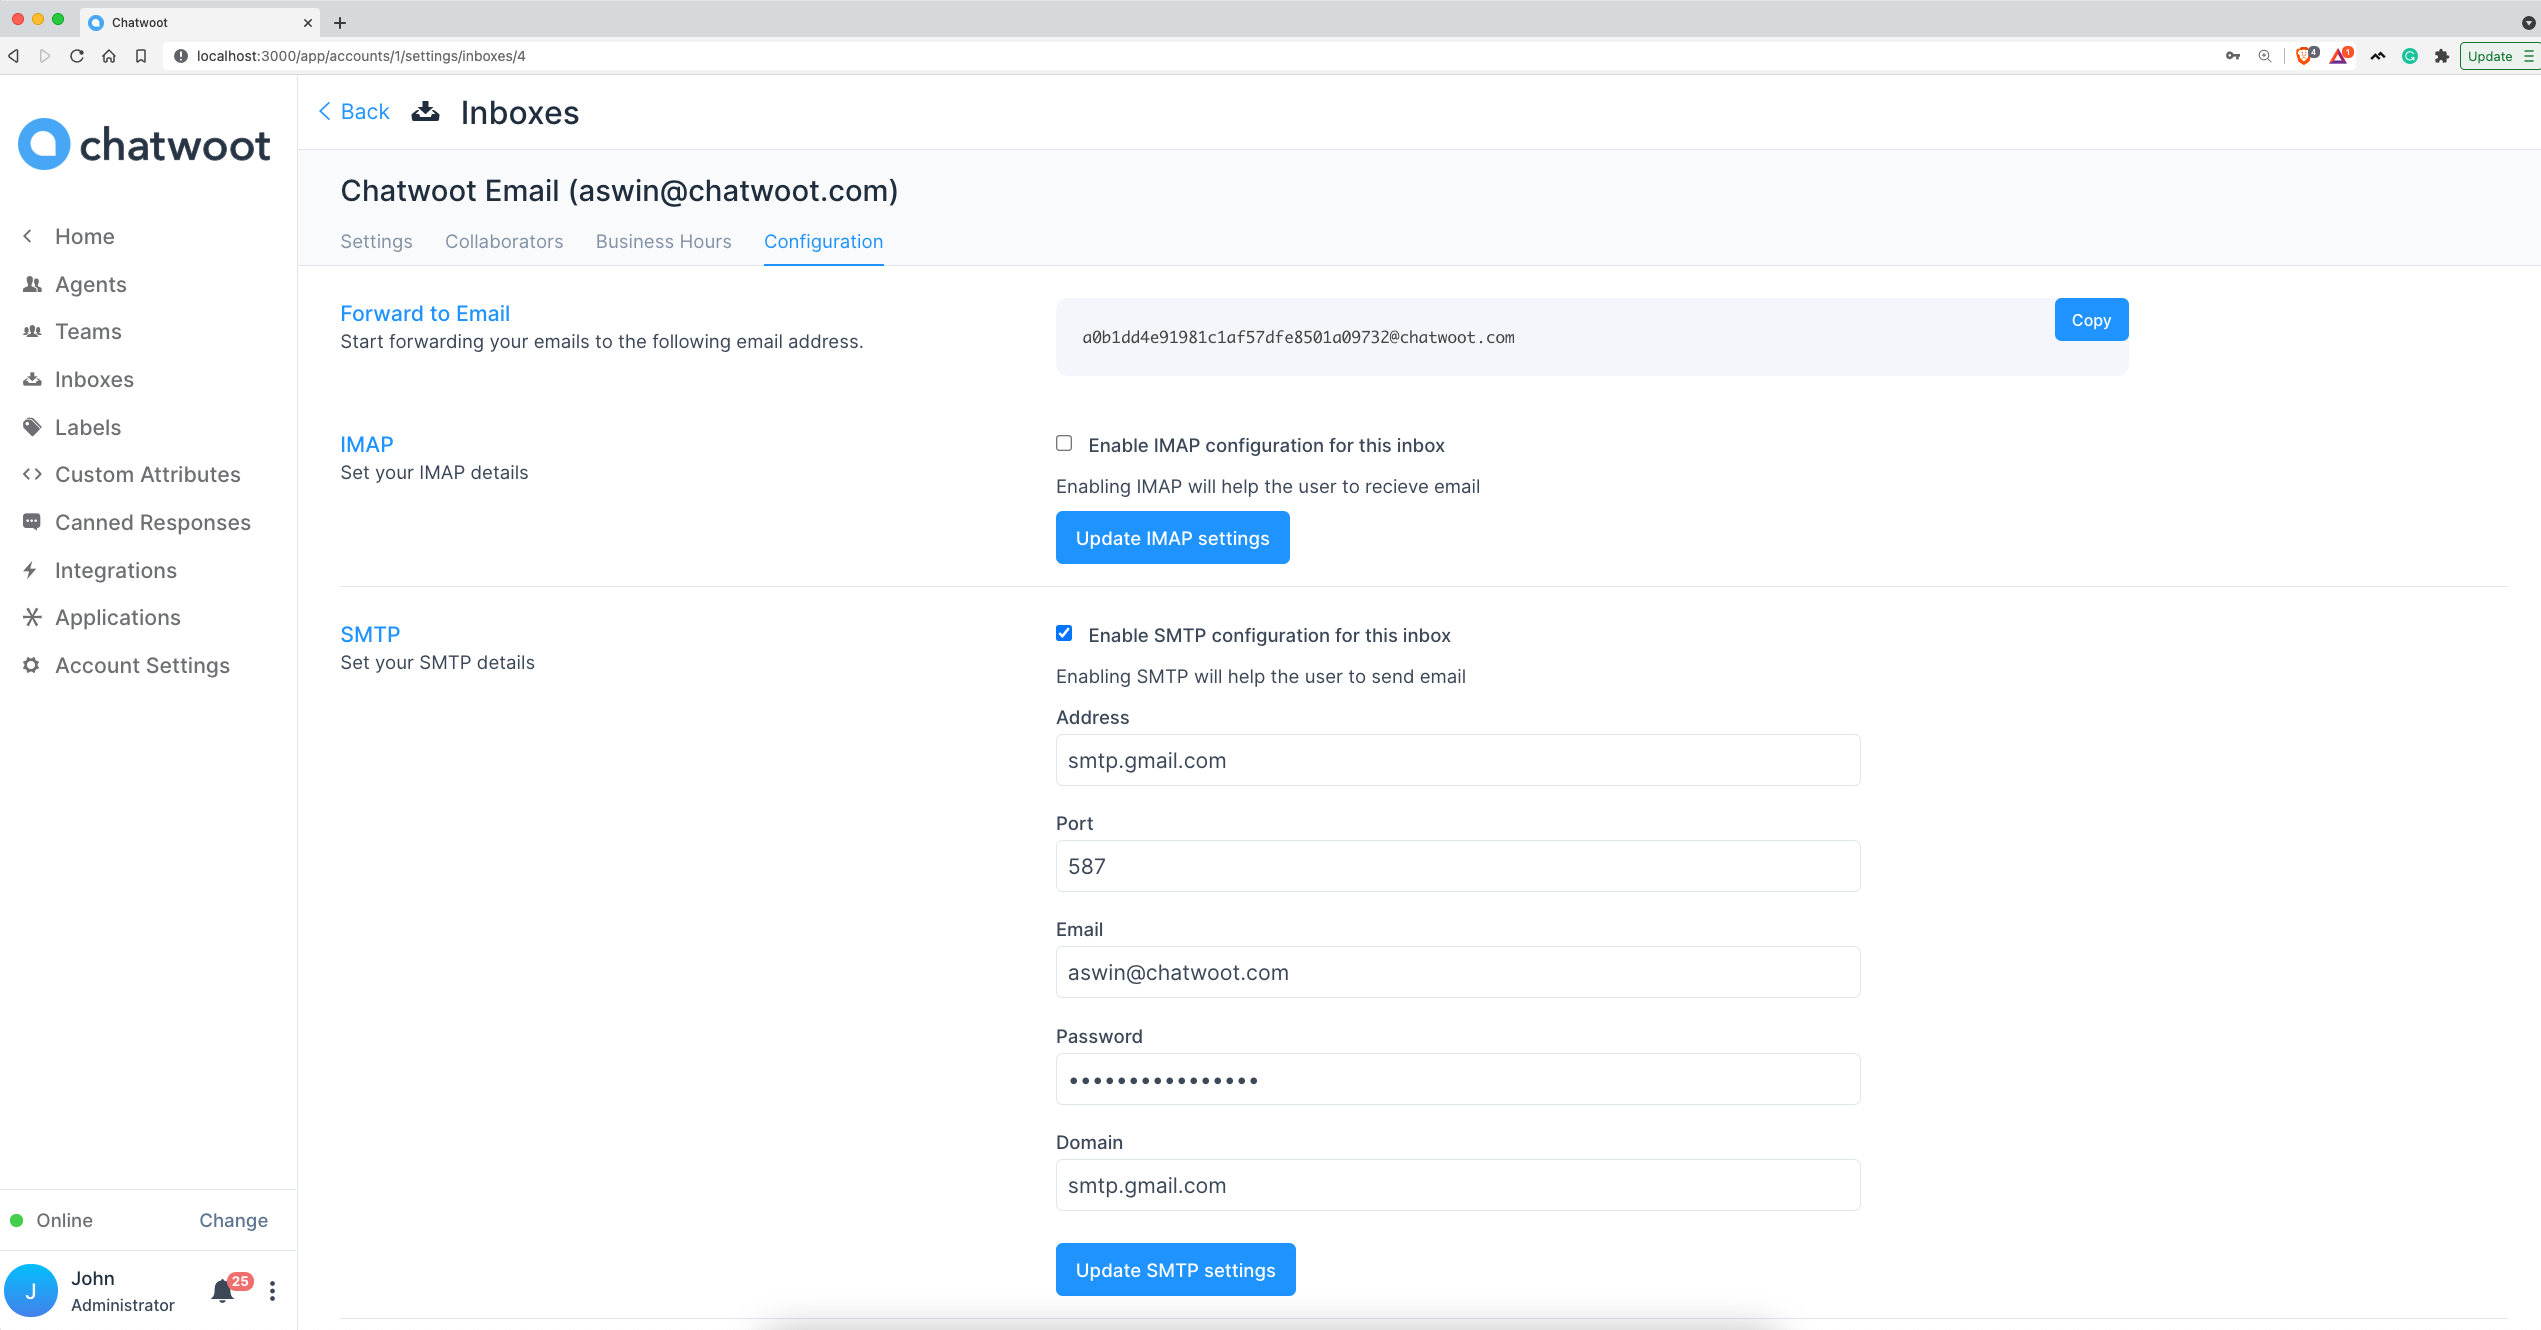 Chatwoot
localhost:3000/app/accounts/1/settings/inboxes/4
4
1
Update
chatwoot
Home
Agents
Teams
Inboxes
Labels
Custom Attributes
Canned Responses
Integrations
Applications
Account Settings
Online
Change
J
John
Administrator
25
Back
Inboxes
Chatwoot Email (aswin@chatwoot.com)
Settings
Collaborators
Business Hours
Configuration
Forward to Email
Start forwarding your emails to the following email address.
a0b1dd4e91981c1af57dfe8501a09732@chatwoot.com
Copy
IMAP
Set your IMAP details
Enable IMAP configuration for this inbox
Enabling IMAP will help the user to recieve email
Update IMAP settings
SMTP
Set your SMTP details
Enable SMTP configuration for this inbox
Enabling SMTP will help the user to send email
Address
smtp.gmail.com
Port
587
Email
aswin@chatwoot.com
Password
••••••••••••••••
Domain
smtp.gmail.com
Update SMTP settings